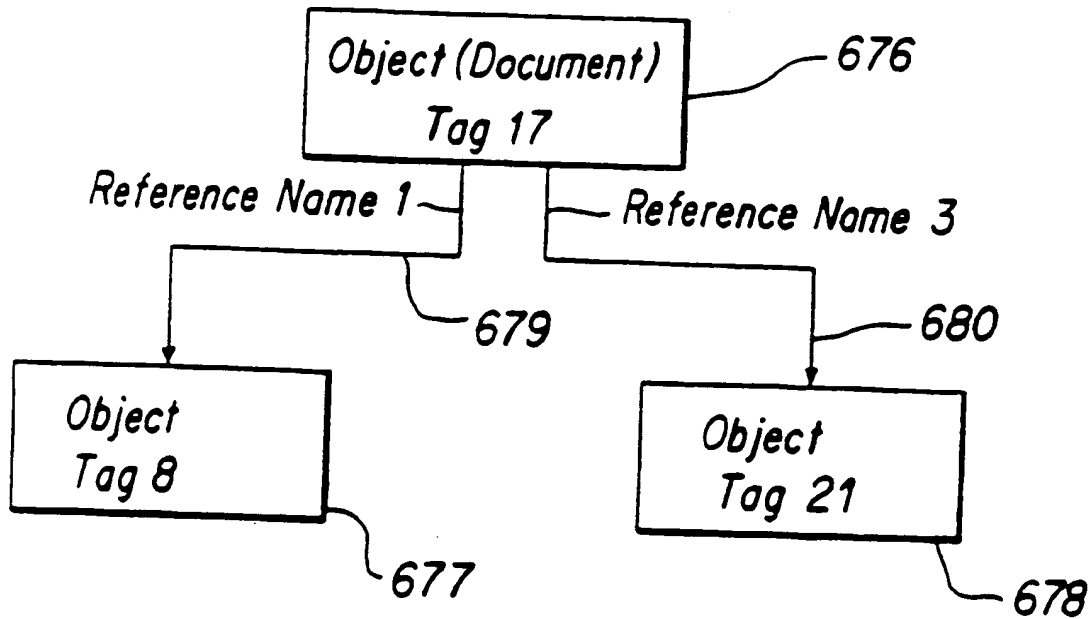 Object (Document)
Tag 17
676
Reference Name 1
Reference Name 3
679
680
Object
Tag 8
Object
Tag 21
677
678